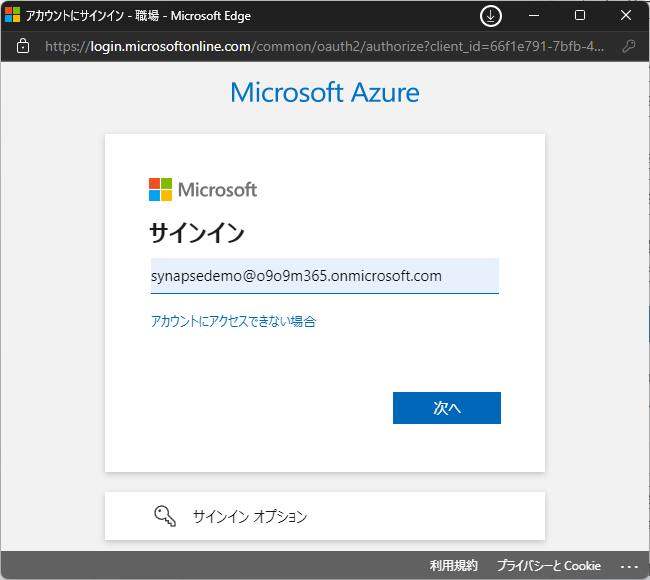 アカウントにサインイン - 職場 - Microsoft Edge
https://login.microsoftonline.com/common/oauth2/authorize?client_id=66f1e791-7bfb-4...
Microsoft Azure
Microsoft
サインイン
synapsedemo@o9o9m365.onmicrosoft.com
アカウントにアクセスできない場合
次へ
サインイン オプション
利用規約 プライバシーと Cookie ...